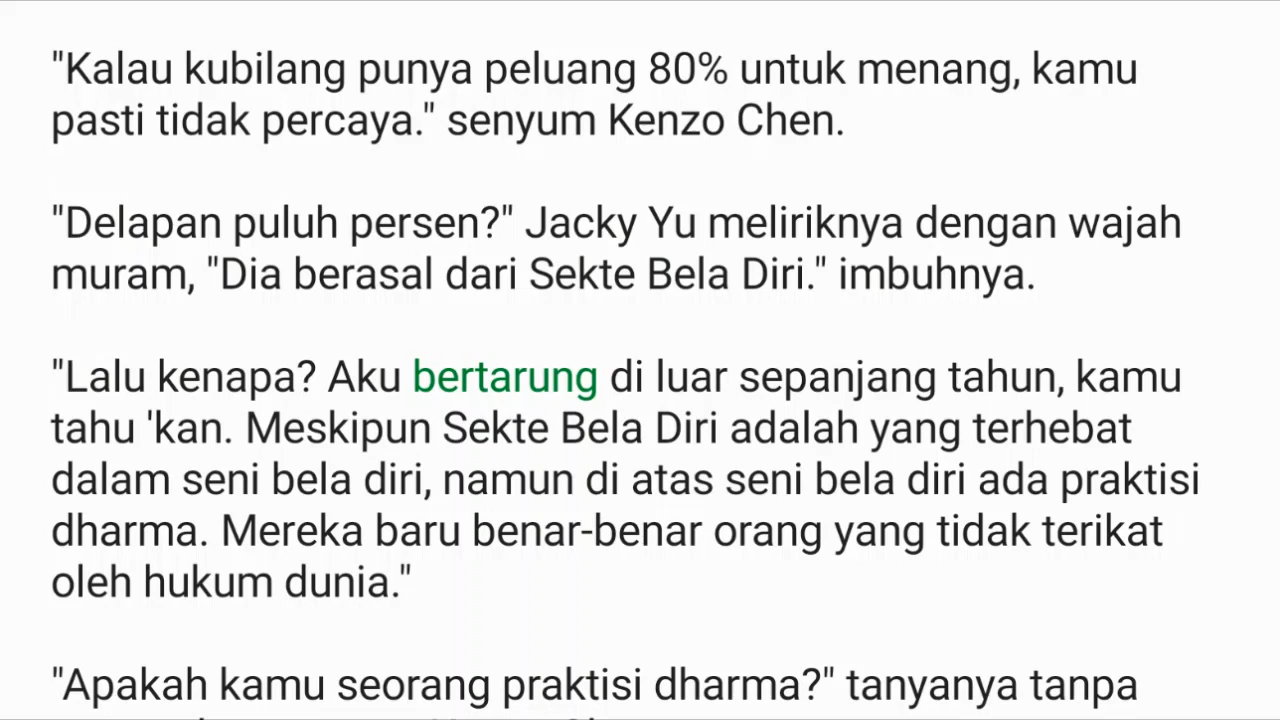 "Kalau kubilang punya peluang 80% untuk menang, kamu
pasti tidak percaya." senyum Kenzo Chen.
"Delapan puluh persen?" Jacky Yu meliriknya dengan wajah
muram, "Dia berasal dari Sekte Bela Diri." imbuhnya.
"Lalu kenapa? Aku bertarung di luar sepanjang tahun, kamu
tahu 'kan. Meskipun Sekte Bela Diri adalah yang terhebat
dalam seni bela diri, namun di atas seni bela diri ada praktisi
dharma. Mereka baru benar-benar orang yang tidak terikat
oleh hukum dunia."
"Apakah kamu seorang praktisi dharma?" tanyanya tanpa